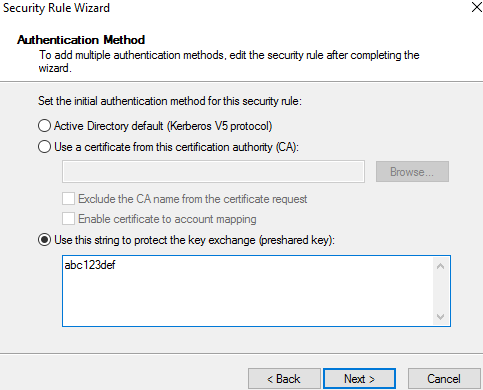 Security Rule Wizard
Authentication Method
To add multiple authentication methods, edit the security rule after completing the
wizard.
Set the initial authentication method for this security rule:
Active Directory default (Kerberos V5 protocol)
Use a certificate from this certification authority (CA):
Browse...
Exclude the CA name from the certificate request
Enable certificate to account mapping
Use this string to protect the key exchange (preshared key):
abc123def
< Back Next > Cancel